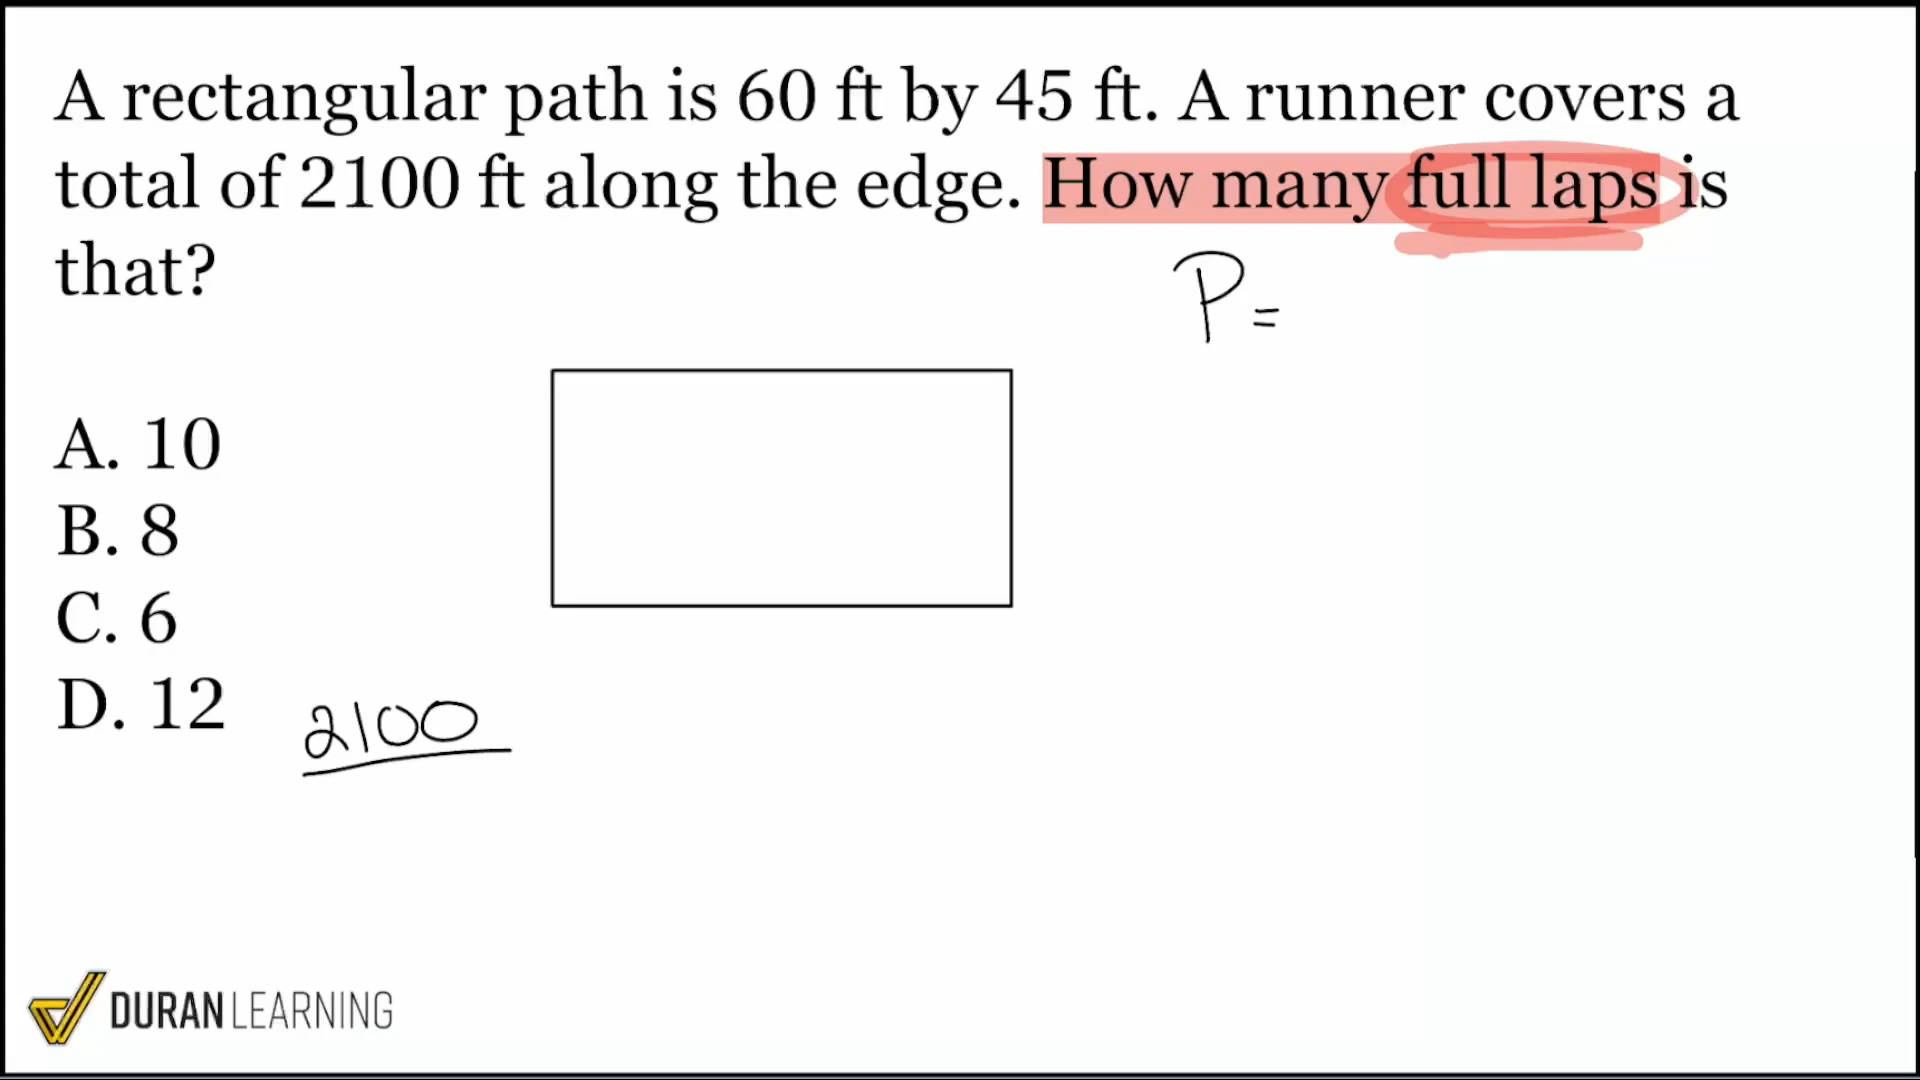 A rectangular path is 60 ft by 45 ft. A runner covers a
total of 2100 ft along the edge. How many full laps is
that?
P =
A. 10
B. 8
C. 6
D. 12
2100
DURAN LEARNING